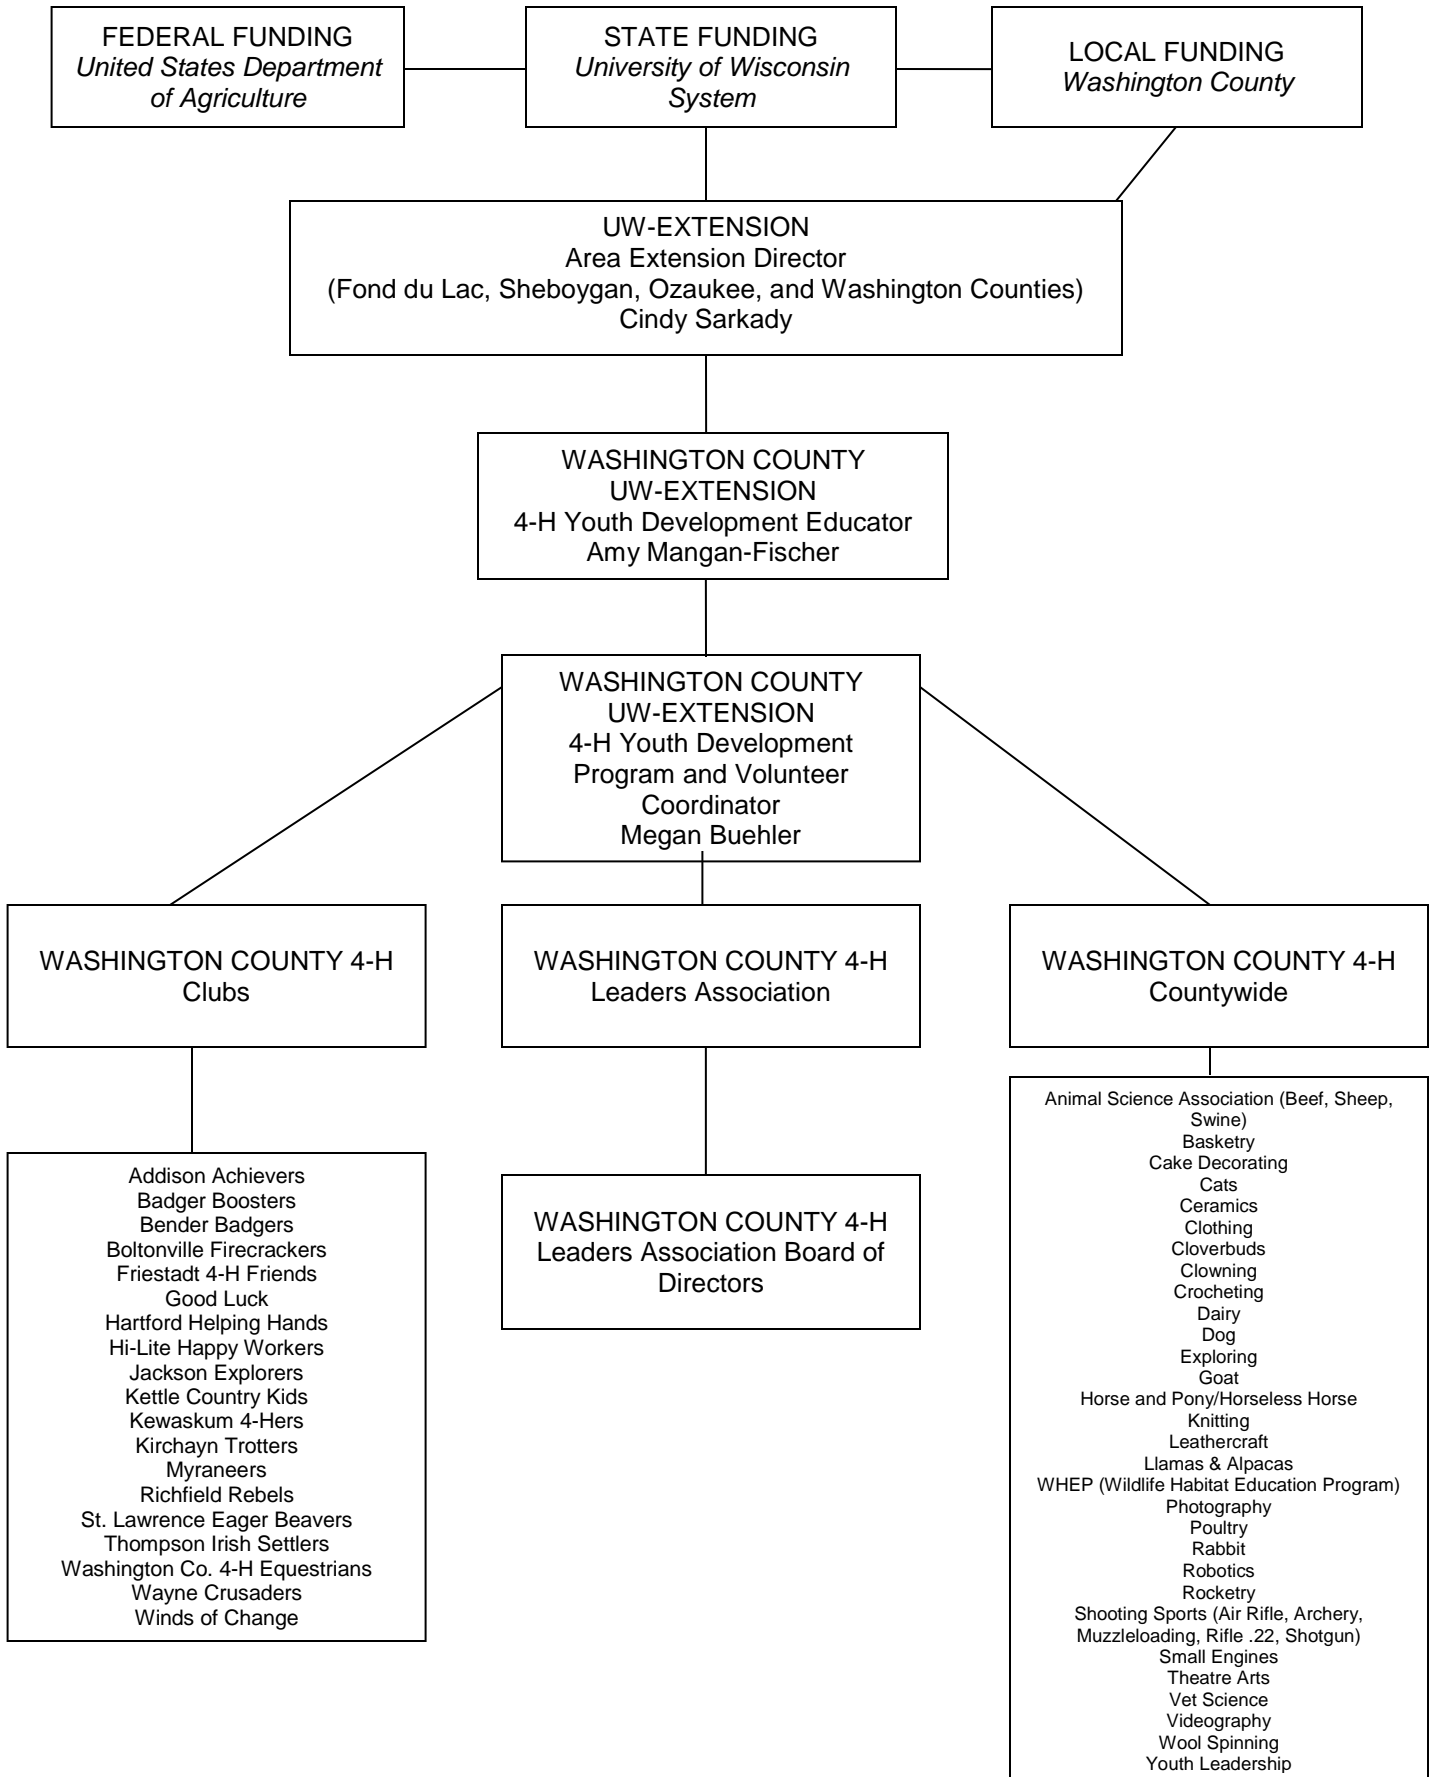 FEDERAL FUNDING
United States Department
of Agriculture
STATE FUNDING
University of Wisconsin
System
LOCAL FUNDING
Washington County
UW-EXTENSION
Area Extension Director
(Fond du Lac, Sheboygan, Ozaukee, and Washington Counties)
Cindy Sarkady
WASHINGTON COUNTY
UW-EXTENSION
4-H Youth Development Educator
Amy Mangan-Fischer
WASHINGTON COUNTY
UW-EXTENSION
4-H Youth Development
Program and Volunteer
Coordinator
Megan Buehler
WASHINGTON COUNTY 4-H
Clubs
WASHINGTON COUNTY 4-H
Leaders Association
WASHINGTON COUNTY 4-H
Countywide
Addison Achievers
Badger Boosters
Bender Badgers
Boltonville Firecrackers
Friestadt 4-H Friends
Good Luck
Hartford Helping Hands
Hi-Lite Happy Workers
Jackson Explorers
Kettle Country Kids
Kewaskum 4-Hers
Kirchayn Trotters
Myraneers
Richfield Rebels
St. Lawrence Eager Beavers
Thompson Irish Settlers
Washington Co. 4-H Equestrians
Wayne Crusaders
Winds of Change
WASHINGTON COUNTY 4-H
Leaders Association Board of
Directors
Animal Science Association (Beef, Sheep,
Swine)
Basketry
Cake Decorating
Cats
Ceramics
Clothing
Cloverbuds
Clowning
Crocheting
Dairy
Dog
Exploring
Goat
Horse and Pony/Horseless Horse
Knitting
Leathercraft
Llamas & Alpacas
WHEP (Wildlife Habitat Education Program)
Photography
Poultry
Rabbit
Robotics
Rocketry
Shooting Sports (Air Rifle, Archery,
Muzzleloading, Rifle .22, Shotgun)
Small Engines
Theatre Arts
Vet Science
Videography
Wool Spinning
Youth Leadership